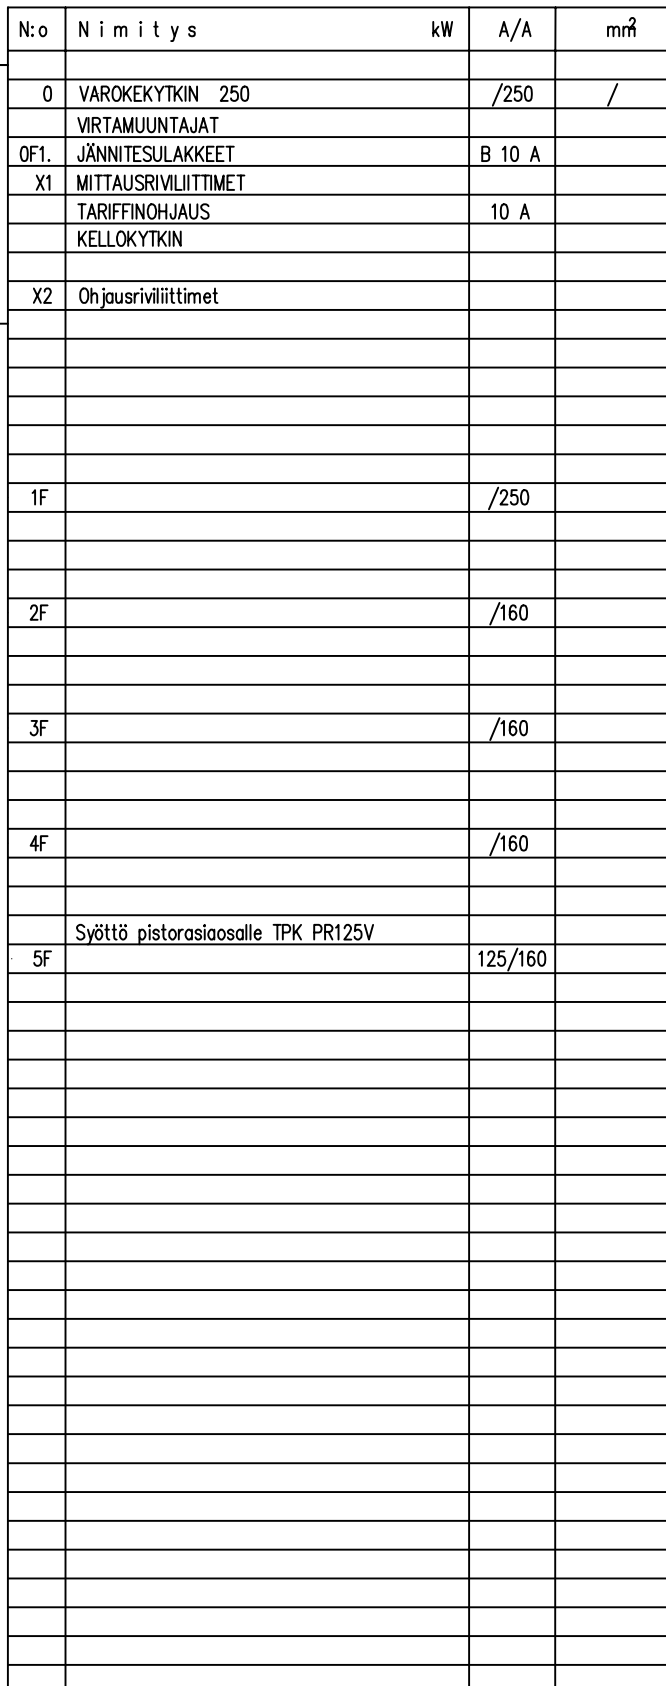 N:o N i m i t y s kW A/A mm²
0 VAROKEKYTKIN 250 /250 /
VIRTAMUUNTAJAT
0F1. JÄNNITESULAKKEET B 10 A
X1 MITTAUSRIVILIITTIMET
TARIFFINOHJAUS 10 A
KELLOKYTKIN
X2 Ohjausriviliittimet
1F /250
2F /160
3F /160
4F /160
Syöttö pistorasiaosalle TPK PR125V
5F 125/160